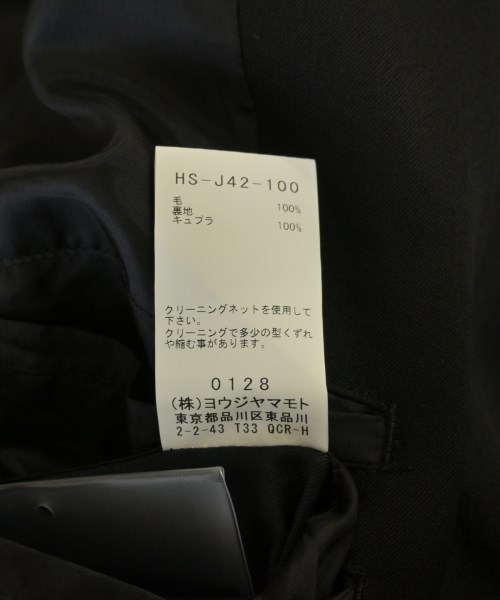 HS-J42-100
毛 100%
裏地
キュプラ 100%
クリーニングネットを使用して
下さい。
クリーニングで多少の型くずれ
や縮む事があります。
0128
(株)ヨウジヤマモト
東京都品川区東品川
2-2-43 T33 QCR-H